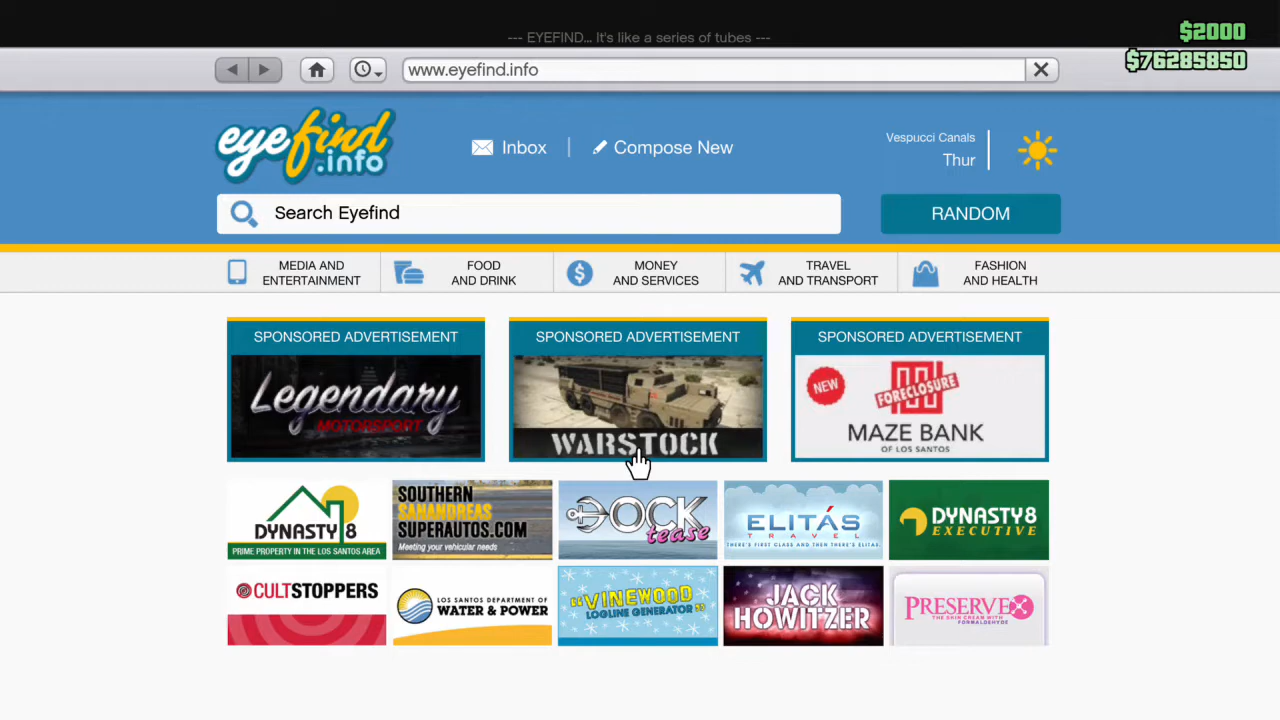 --- EYEFIND... It's like a series of tubes ---
$2000
$76285850
www.eyefind.info
eyefind
.info
Inbox
Compose New
Vespucci Canals
Thur
Search Eyefind
RANDOM
MEDIA AND
ENTERTAINMENT
FOOD
AND DRINK
MONEY
AND SERVICES
TRAVEL
AND TRANSPORT
FASHION
AND HEALTH
SPONSORED ADVERTISEMENT
Legendary
MOTORSPORT
SPONSORED ADVERTISEMENT
WARSTOCK
SPONSORED ADVERTISEMENT
NEW
FORECLOSURE
MAZE BANK
OF LOS SANTOS
DYNASTY 8
PRIME PROPERTY IN THE LOS SANTOS AREA
SOUTHERN
SANANDREAS
SUPERAUTOS.COM
Meeting your vehicular needs
DOCK
tease
ELITÁS
TRAVEL
THERE'S FIRST CLASS AND THEN THERE'S ELITAS
DYNASTY 8
EXECUTIVE
CULTSTOPPERS
LOS SANTOS DEPARTMENT OF
WATER & POWER
"VINEWOOD
LOGLINE GENERATOR"
JACK
HOWITZER
PRESERVEX
THE SKIN CREAM WITH
FORMALDEHYDE